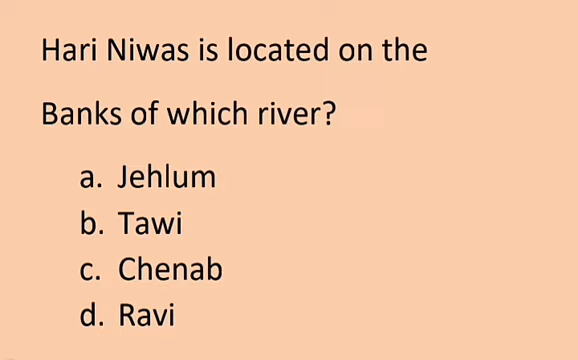 Hari Niwas is located on the
Banks of which river?
a. Jehlum
b. Tawi
c. Chenab
d. Ravi